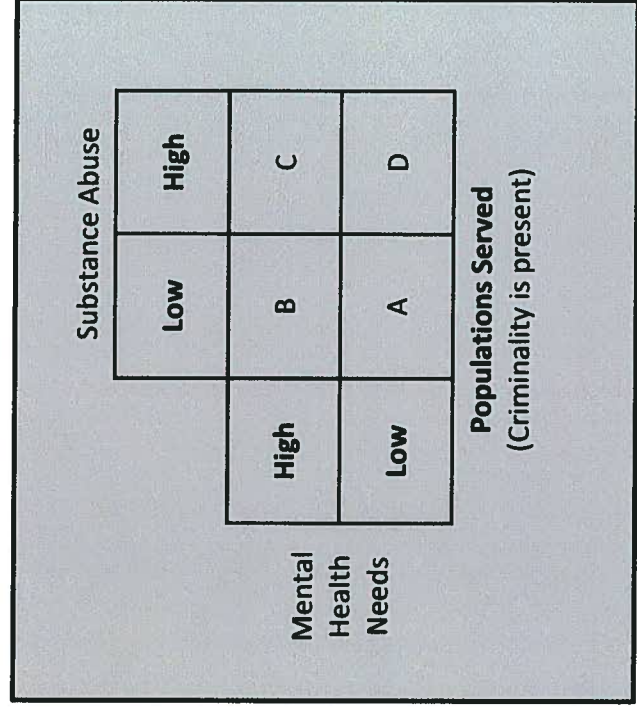 Substance Abuse
Low High
Mental
Health
Needs
High B C
Low A D
Populations Served
(Criminality is present)